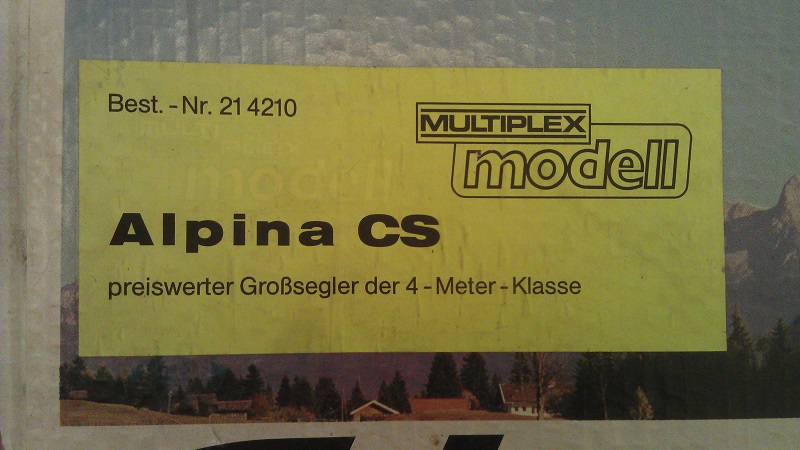 Best.-Nr. 21 4210
MULTIPLEX
modell
Alpina CS
preiswerter Großsegler der 4-Meter-Klasse